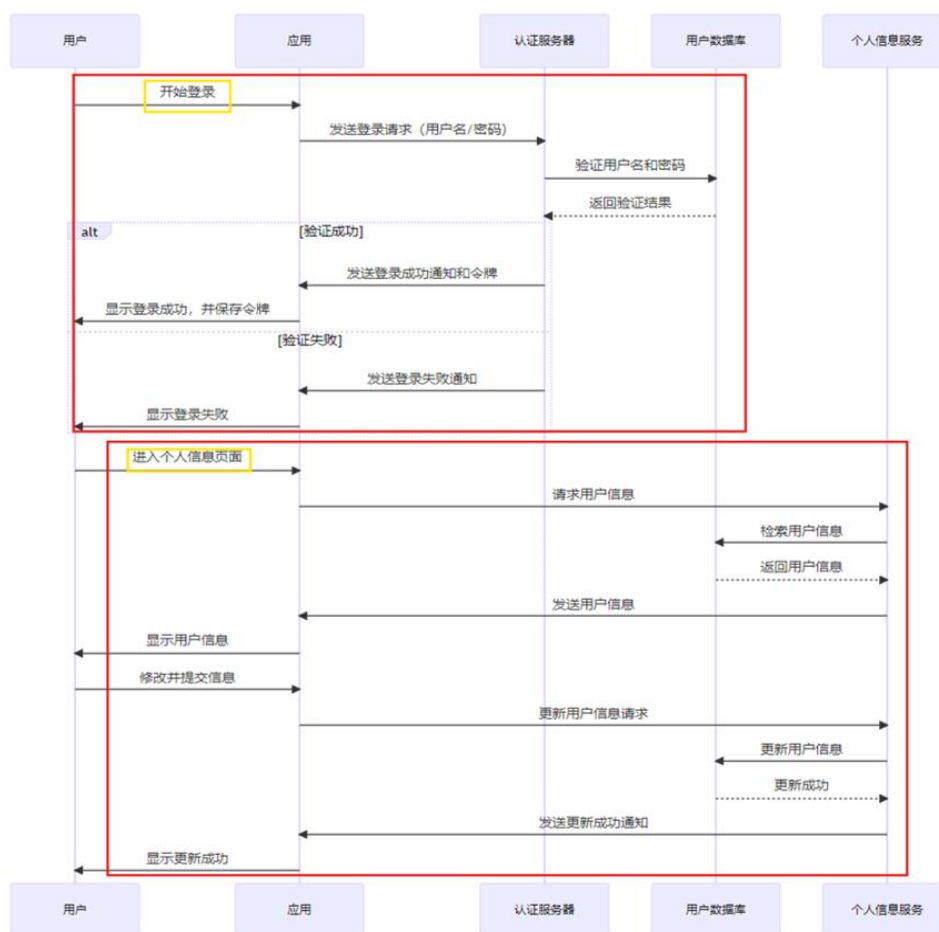 用户 应用 认证服务器 用户数据库 个人信息服务
开始登录
发送登录请求（用户名/密码）
验证用户名和密码
返回验证结果
alt [验证成功]
发送登录成功通知和令牌
显示登录成功，并保存令牌
[验证失败]
发送登录失败通知
显示登录失败
进入个人信息页面
请求用户信息
检索用户信息
返回用户信息
发送用户信息
显示用户信息
修改并提交信息
更新用户信息请求
更新用户信息
更新成功
发送更新成功通知
显示更新成功
用户 应用 认证服务器 用户数据库 个人信息服务